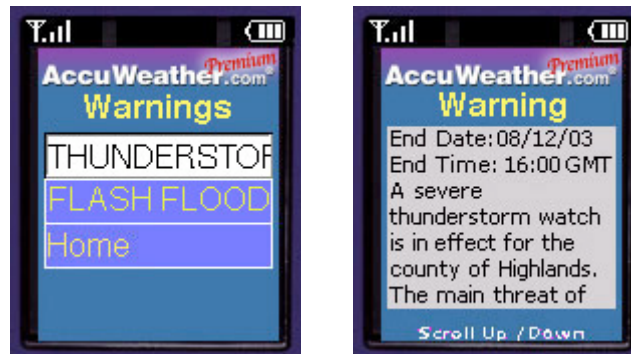 Premium
AccuWeather.com®
Warnings
THUNDERSTOR
FLASH FLOOD
Home
Premium
AccuWeather.com®
Warning
End Date:08/12/03
End Time: 16:00 GMT
A severe
thunderstorm watch
is in effect for the
county of Highlands.
The main threat of
Scroll Up /Down